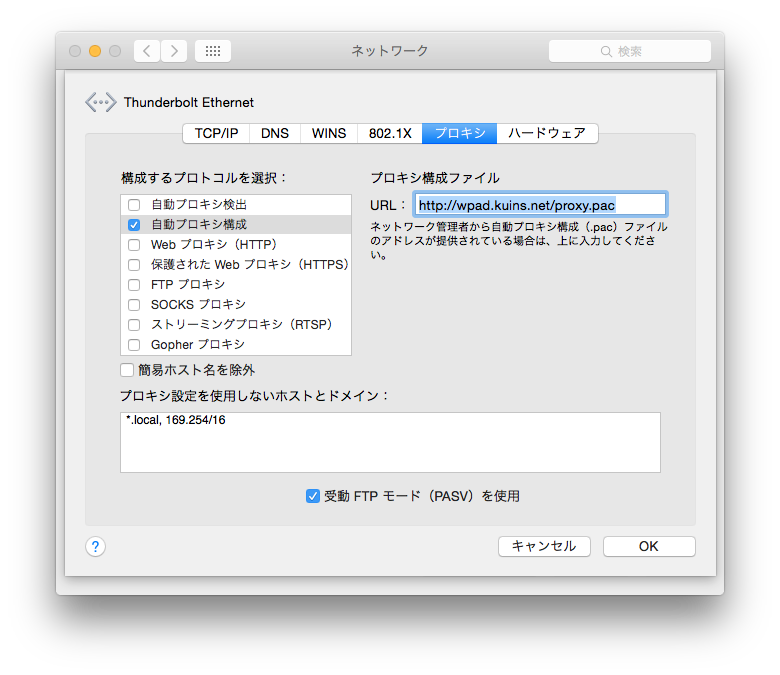 ネットワーク
検索
Thunderbolt Ethernet
TCP/IP
DNS
WINS
802.1X
プロキシ
ハードウェア
構成するプロトコルを選択：
自動プロキシ検出
自動プロキシ構成
Web プロキシ（HTTP）
保護された Web プロキシ（HTTPS）
FTP プロキシ
SOCKS プロキシ
ストリーミングプロキシ（RTSP）
Gopher プロキシ
プロキシ構成ファイル
URL： http://wpad.kuins.net/proxy.pac
ネットワーク管理者から自動プロキシ構成（.pac）ファイル
のアドレスが提供されている場合は、上に入力してくださ
い。
簡易ホスト名を除外
プロキシ設定を使用しないホストとドメイン：
*.local, 169.254/16
受動 FTP モード（PASV）を使用
?
キャンセル
OK